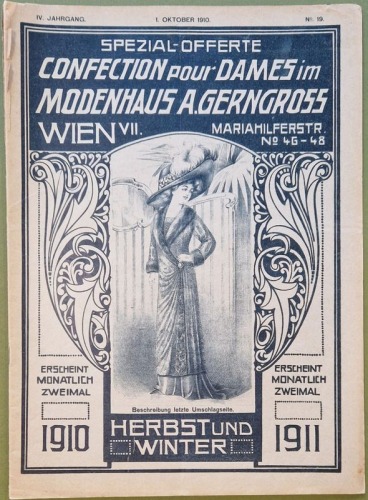 IV. JAHRGANG. 1. OKTOBER 1910. Nr. 19.
SPEZIAL-OFFERTE
CONFECTION pour DAMES im
MODENHAUS A.GERNGROSS
WIEN VII. MARIAHILFERSTR.
No 46-48
ERSCHEINT
MONATLICH
ZWEIMAL
ERSCHEINT
MONATLICH
ZWEIMAL
Beschreibung letzte Umschlagseite.
1910 HERBST UND WINTER 1911